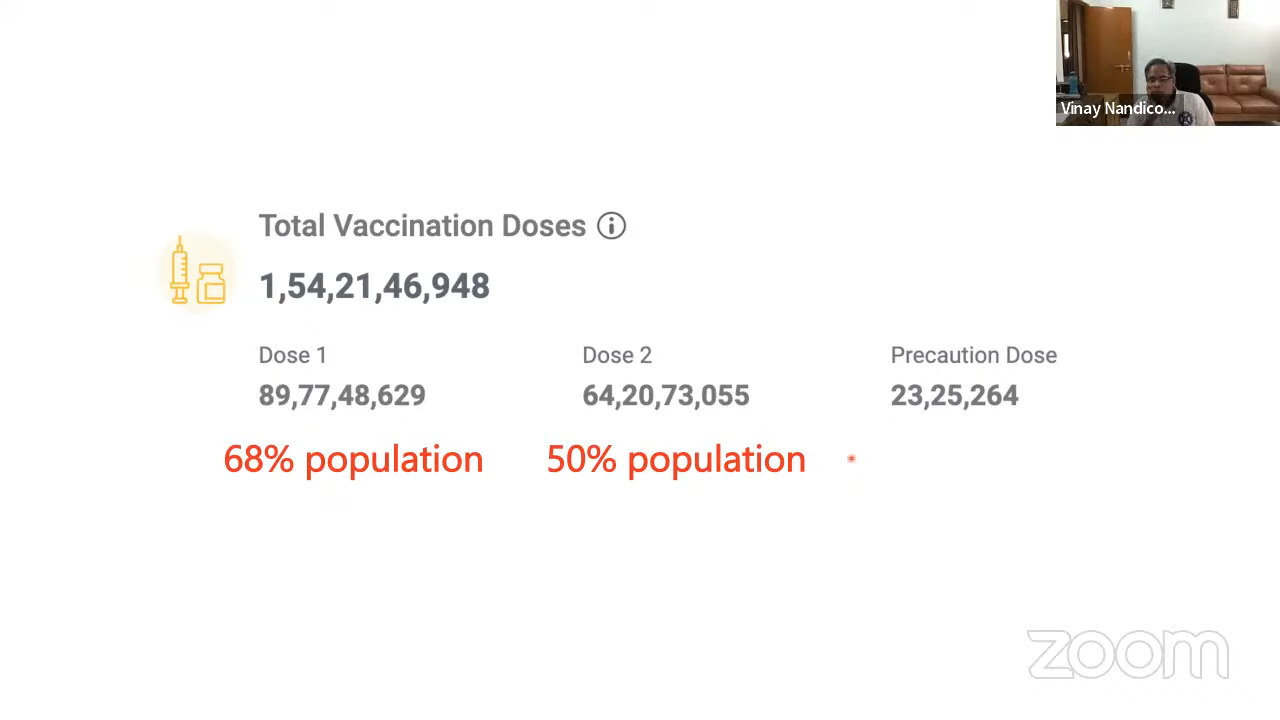 Vinay Nandico...
Total Vaccination Doses
1,54,21,46,948
Dose 1 Dose 2 Precaution Dose
89,77,48,629 64,20,73,055 23,25,264
68% population 50% population
zoom